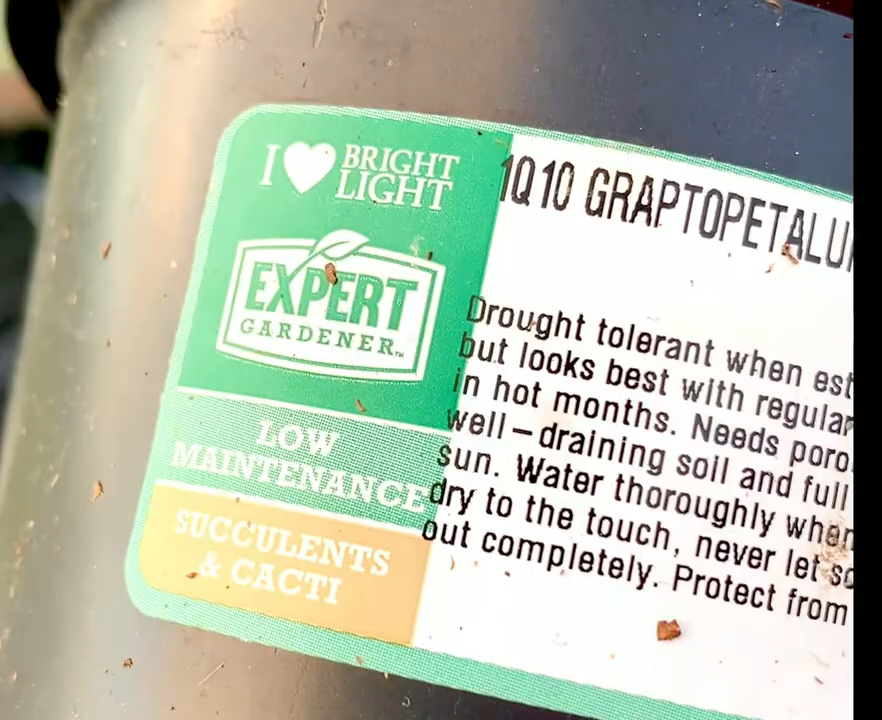 I ♥ BRIGHT
LIGHT
EXPERT
GARDENER™
LOW
MAINTENANCE
SUCCULENTS
& CACTI
1Q10 GRAPTOPETALU
Drought tolerant when est
but looks best with regular
in hot months. Needs poro
well-draining soil and full
sun. Water thoroughly when
dry to the touch, never let so
out completely. Protect from